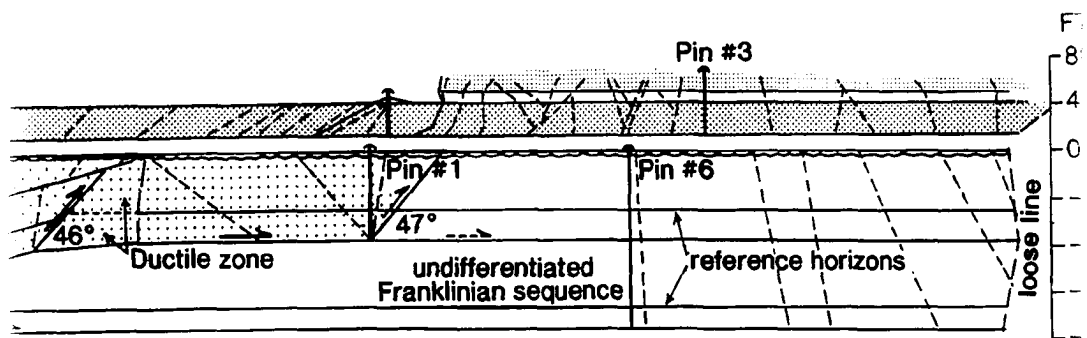 F
Pin #3
8
4
0
Pin #1
Pin #6
46°
47°
Ductile zone
undifferentiated
Franklinian sequence
reference horizons
loose line